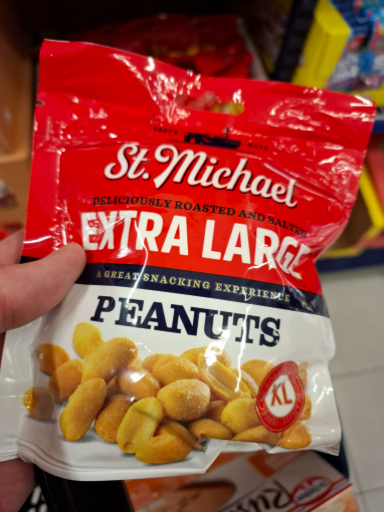 St. Michael
DELICIOUSLY ROASTED AND SALTED
EXTRA LARGE
A GREAT SNACKING EXPERIENCE
PEANUTS
XL